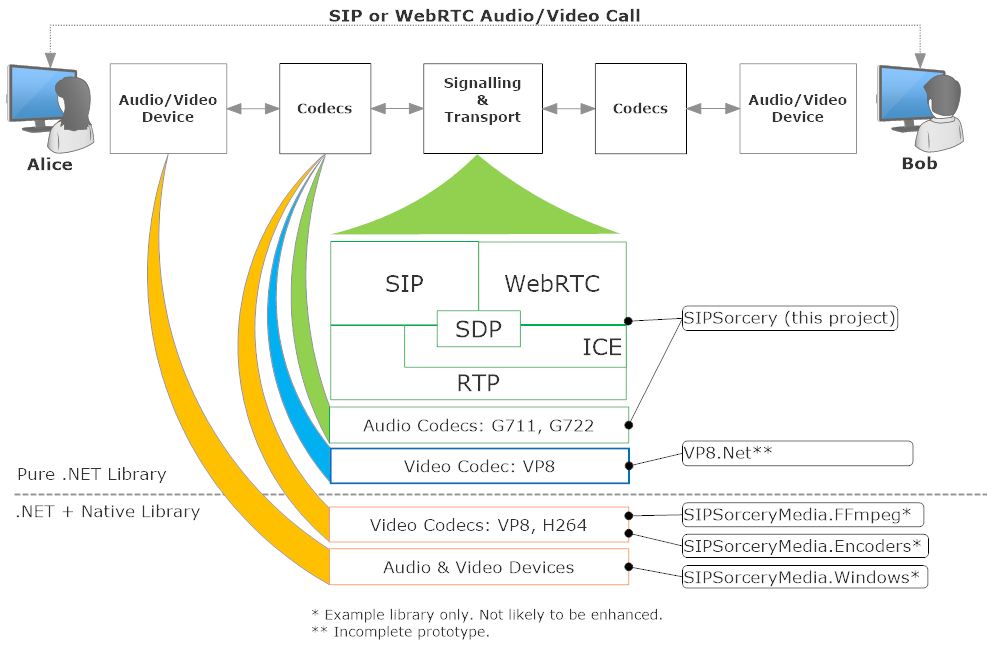 SIP or WebRTC Audio/Video Call
Audio/Video
Device
Codecs
Signalling
&
Transport
Codecs
Audio/Video
Device
Alice
Bob
SIP
WebRTC
SDP
ICE
RTP
SIPSorcery (this project)
Audio Codecs: G711, G722
Video Codec: VP8
VP8.Net**
Pure .NET Library
.NET + Native Library
Video Codecs: VP8, H264
SIPSorceryMedia.FFmpeg*
SIPSorceryMedia.Encoders*
Audio & Video Devices
SIPSorceryMedia.Windows*
* Example library only. Not likely to be enhanced.
** Incomplete prototype.